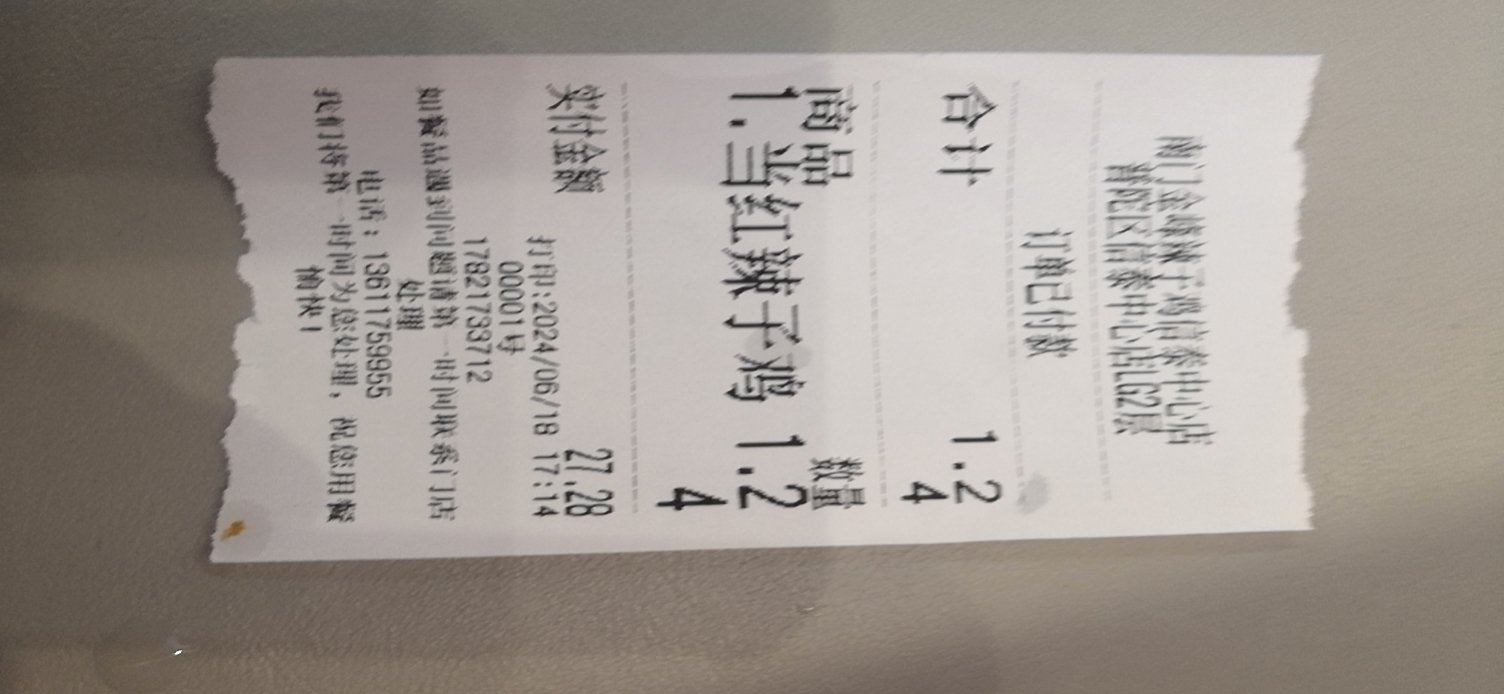 南门金峰辣子鸡信泰中心店
普陀区信泰中心店LG2层
订单已付款
合计 1.2
4
商品 数量
1.当红辣子鸡 1.2
4
实付金额 27.28
打印:2024/06/18 17:14
00001号
17821733712
如餐品遇到问题请第一时间联系门店
处理
电话：13611759955
我们将第一时间为您处理，祝您用餐
愉快！